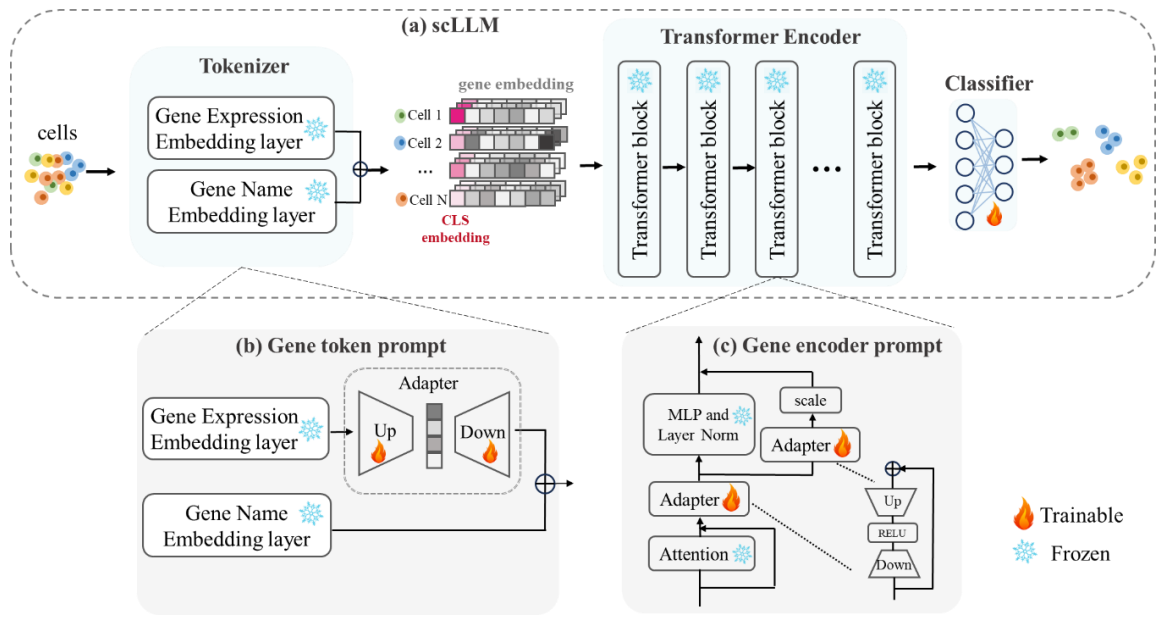 (a) scLLM
Tokenizer
Gene Expression
Embedding layer
Gene Name
Embedding layer
cells
gene embedding
Cell 1
Cell 2
...
Cell N
CLS
embedding
Transformer Encoder
Transformer block
Transformer block
Transformer block
...
Transformer block
Classifier
(b) Gene token prompt
Adapter
Gene Expression
Embedding layer
Up
Down
Gene Name
Embedding layer
(c) Gene encoder prompt
scale
MLP and
Layer Norm
Adapter
Adapter
Attention
Up
RELU
Down
Trainable
Frozen